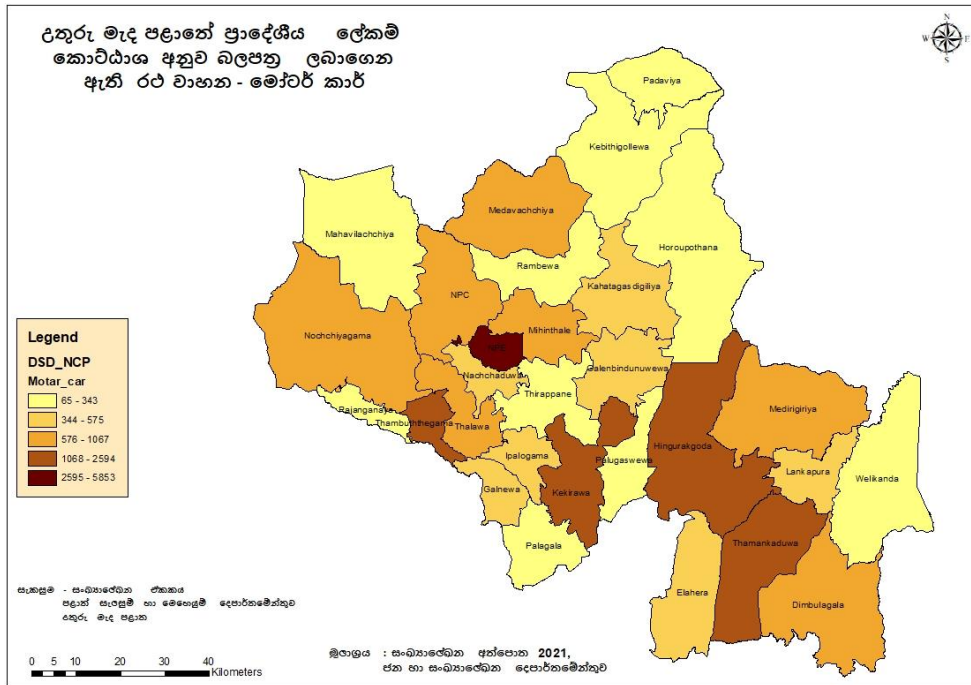 උතුරු මැද පළාතේ ප්‍රාදේශීය ලේකම්
කොට්ඨාශ අනුව බලපත්‍ර ලබාගෙන
ඇති රථ වාහන - මෝටර් කාර්
N
W E
S
Padaviya
Kebithigollewa
Medavachchiya
Mahavilachchiya
Horoupothana
Rambewa
Kahatagasdigiliya
NPC
Nochchiyagama
Mihinthale
NPE
Galenbindunuwewa
Nachchaduwa
Thirappane
Medirigiriya
Rajanganaya
Thambuththegama
Thalawa
Hingurakgoda
Ipalogama
Palugaswewa
Lankapura
Welikanda
Galnewa
Kekirawa
Palagala
Thamankaduwa
Elahera
Dimbulagala
Legend
DSD_NCP
Motar_car
65 - 343
344 - 575
576 - 1067
1068 - 2594
2595 - 5853
සැකසුම - සංඛ්‍යාලේඛන ඒකකය
පළාත් සැලසුම් හා මෙහෙයුම් දෙපාර්තමේන්තුව
උතුරු මැද පළාත
0 5 10 20 30 40
Kilometers
මූලාශ්‍රය : සංඛ්‍යාලේඛන අත්පොත 2021,
ජන හා සංඛ්‍යාලේඛන දෙපාර්තමේන්තුව